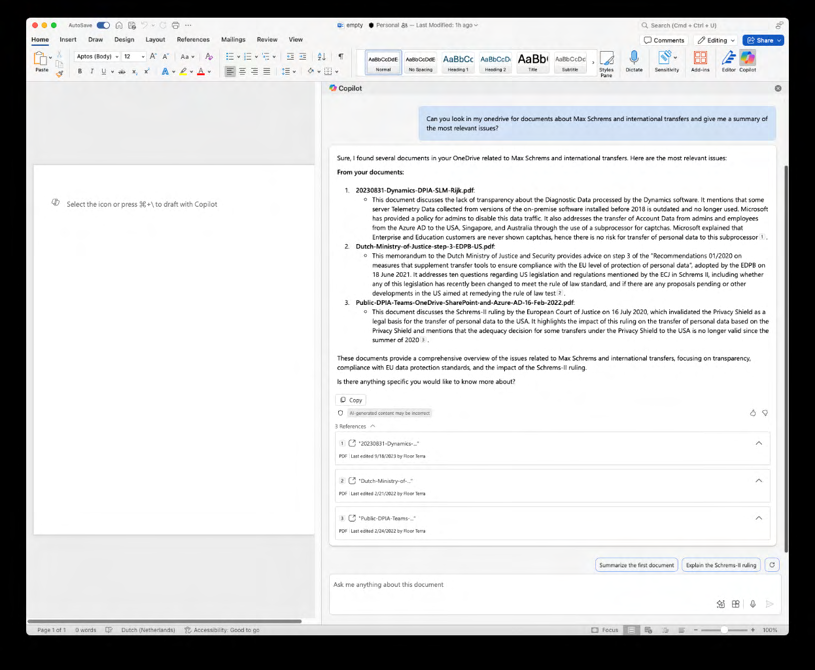 AutoSave
empty
Personal
— Last Modified: 1h ago
Search (Cmd + Ctrl + U)
Home Insert Draw Design Layout References Mailings Review View
Comments Editing Share
Paste
Aptos (Body) 12
AaBbCcDdE AaBbCcDdE AaBbCc AaBbCcD AaBb AaBbCcDc
Normal No Spacing Heading 1 Heading 2 Title Subtitle
Styles Pane
Dictate Sensitivity Add-ins Editor Copilot
Copilot
Select the icon or press ⌘+\ to draft with Copilot
Can you look in my onedrive for documents about Max Schrems and international transfers and give me a summary of
the most relevant issues?
Sure, I found several documents in your OneDrive related to Max Schrems and international transfers. Here are the most relevant issues:
From your documents:
1. 20230831-Dynamics-DPIA-SLM-Rijk.pdf:
This document discusses the lack of transparency about the Diagnostic Data processed by the Dynamics software. It mentions that some
server Telemetry Data collected from versions of the on-premise software installed before 2018 is outdated and no longer used. Microsoft
has provided a policy for admins to disable this data traffic. It also addresses the transfer of Account Data from admins and employees
from the Azure AD to the USA, Singapore, and Australia through the use of a subprocessor for captchas. Microsoft explained that
Enterprise and Education customers are never shown captchas, hence there is no risk for transfer of personal data to this subprocessor 1.
2. Dutch-Ministry-of-Justice-step-3-EDPB-US.pdf:
This memorandum to the Dutch Ministry of Justice and Security provides advice on step 3 of the "Recommendations 01/2020 on
measures that supplement transfer tools to ensure compliance with the EU level of protection of personal data", adopted by the EDPB on
18 June 2021. It addresses ten questions regarding US legislation and regulations mentioned by the ECJ in Schrems II, including whether
any of this legislation has recently been changed to meet the rule of law standard, and if there are any proposals pending or other
developments in the US aimed at remedying the rule of law test 2.
3. Public-DPIA-Teams-OneDrive-SharePoint-and-Azure-AD-16-Feb-2022.pdf:
This document discusses the Schrems-II ruling by the European Court of Justice on 16 July 2020, which invalidated the Privacy Shield as a
legal basis for the transfer of personal data to the USA. It highlights the impact of this ruling on the transfer of personal data based on the
Privacy Shield and mentions that the adequacy decision for some transfers under the Privacy Shield to the USA is no longer valid since the
summer of 2020 3.
These documents provide a comprehensive overview of the issues related to Max Schrems and international transfers, focusing on transparency,
compliance with EU data protection standards, and the impact of the Schrems-II ruling.
Is there anything specific you would like to know more about?
Copy
AI-generated content may be incorrect
3 References
1 "20230831-Dynamics-..."
PDF Last edited 9/18/2023 by Floor Terra
2 "Dutch-Ministry-of-..."
PDF Last edited 2/21/2022 by Floor Terra
3 "Public-DPIA-Teams-..."
PDF Last edited 2/24/2022 by Floor Terra
Summarize the first document Explain the Schrems-II ruling
Ask me anything about this document
Page 1 of 1 0 words Dutch (Netherlands) Accessibility: Good to go Focus 100%